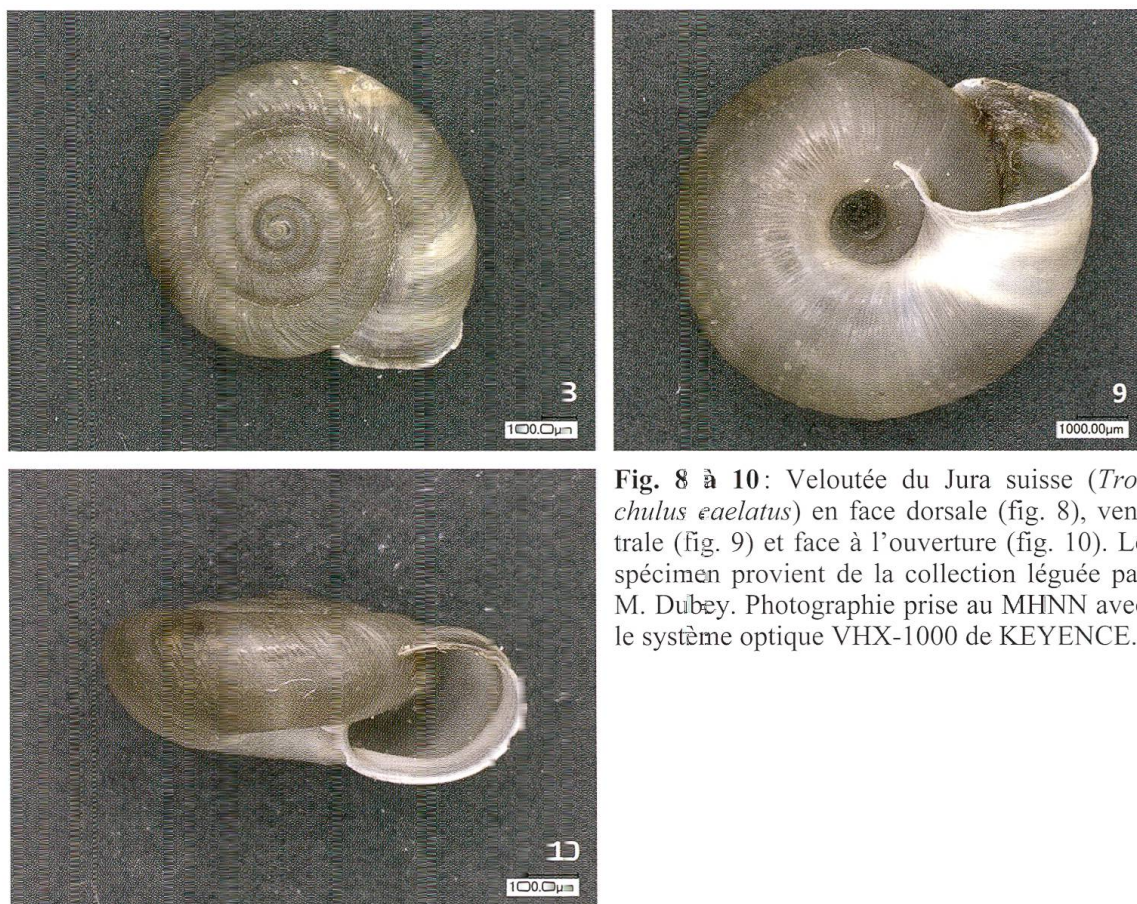 3
100.0µm
9
1000.00µm
10
100.0µm
Fig. 8 à 10: Veloutée du Jura suisse (Tro
chulus caelatus) en face dorsale (fig. 8), ven
trale (fig. 9) et face à l'ouverture (fig. 10). Le
spécimen provient de la collection léguée pa
M. Dubey. Photographie prise au MHNN avec
le système optique VHX-1000 de KEYENCE.